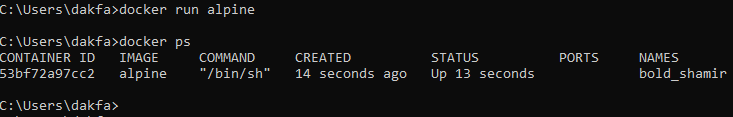 C:\Users\dakfa>docker run alpine
C:\Users\dakfa>docker ps
CONTAINER ID IMAGE COMMAND CREATED STATUS PORTS NAMES
53bf72a97cc2 alpine "/bin/sh" 14 seconds ago Up 13 seconds bold_shamir
C:\Users\dakfa>